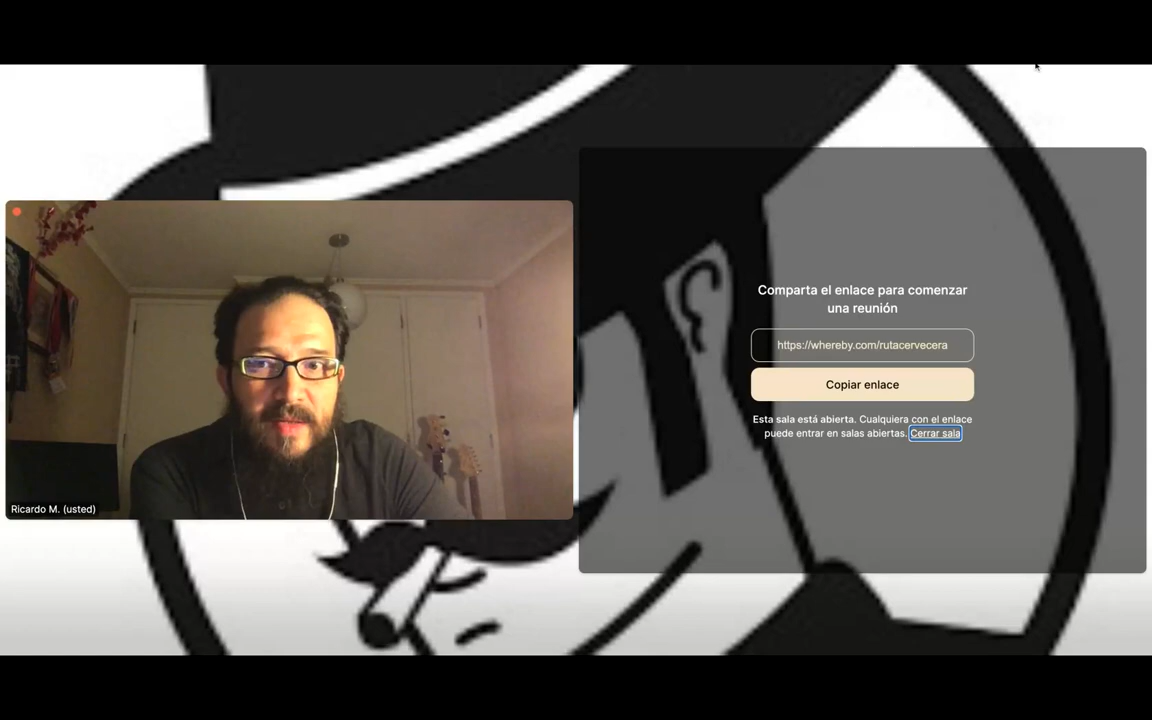 Comparta el enlace para comenzar
una reunión
https://whereby.com/rutacervecera
Copiar enlace
Esta sala está abierta. Cualquiera con el enlace
puede entrar en salas abiertas. Cerrar sala
Ricardo M. (usted)